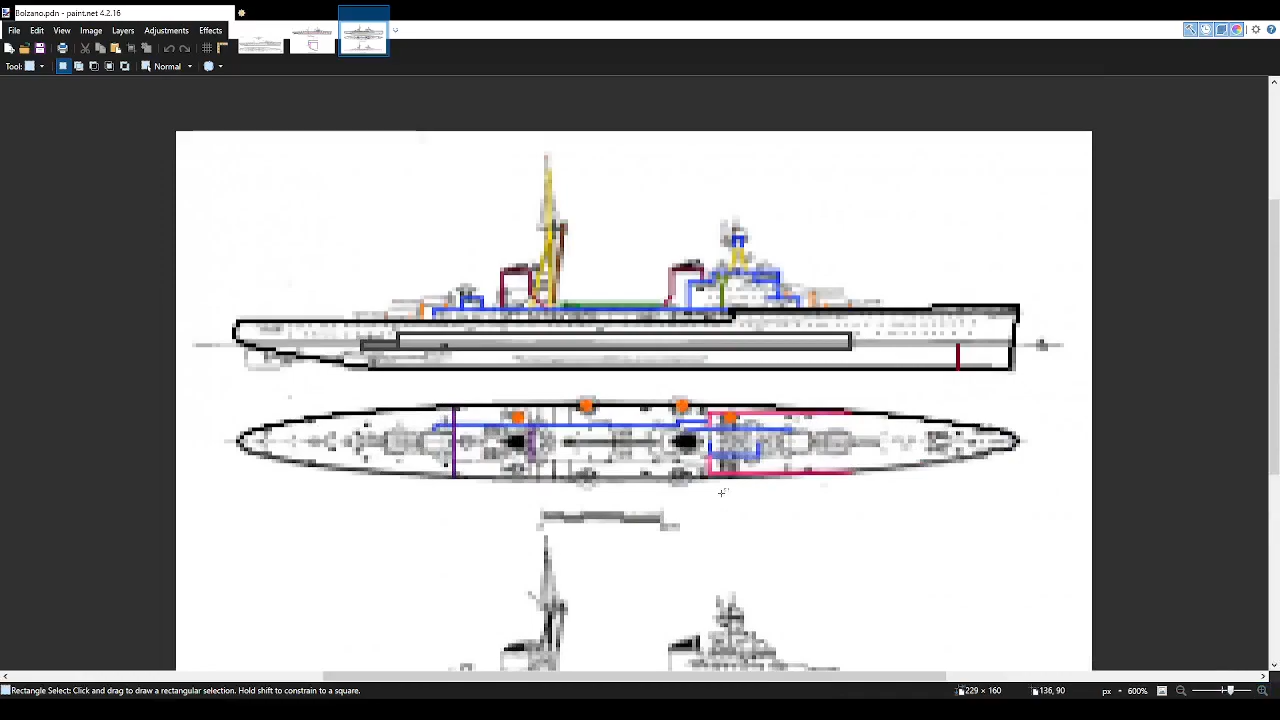 Bolzano.pdn - paint.net 4.2.16
File Edit View Image Layers Adjustments Effects
Tool: Normal
Rectangle Select: Click and drag to draw a rectangular selection. Hold shift to constrain to a square. 229 × 160 136, 90 px 600%